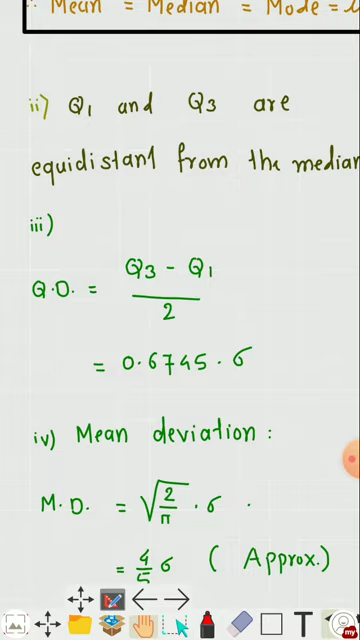 ∴ Mean = Median = Mode = μ
ii) Q₁ and Q₃ are
equidistant from the median
iii)
Q.D. = (Q₃ - Q₁) / 2
= 0.6745 . σ
iv) Mean deviation :
M.D. = √(2/π) . σ .
= 4/5 σ ( Approx.)
T
my